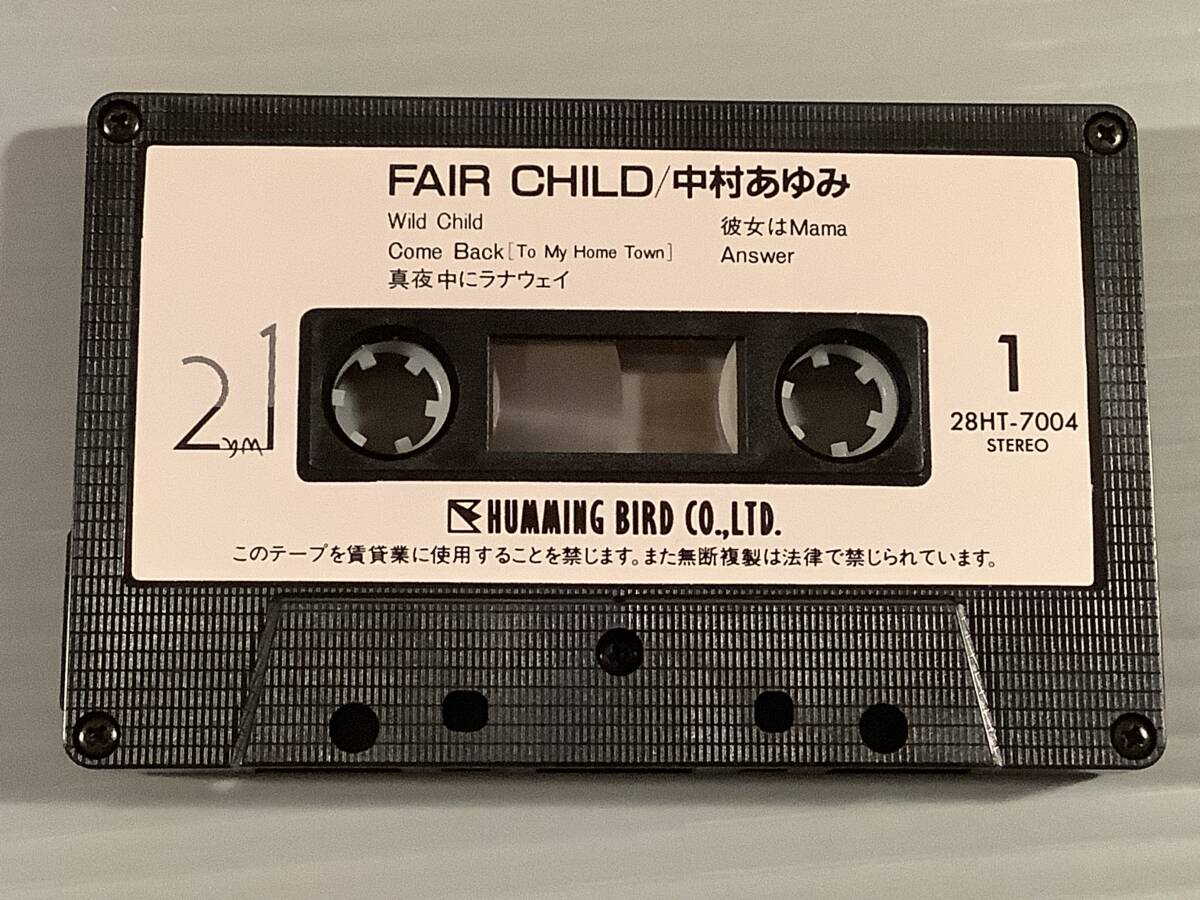 FAIR CHILD/中村あゆみ
Wild Child
Come Back[To My Home Town]
真夜中にラナウェイ
彼女はMama
Answer
21
1
28HT-7004
STEREO
HUMMING BIRD CO.,LTD.
このテープを賃貸業に使用することを禁じます。また無断複製は法律で禁じられています。